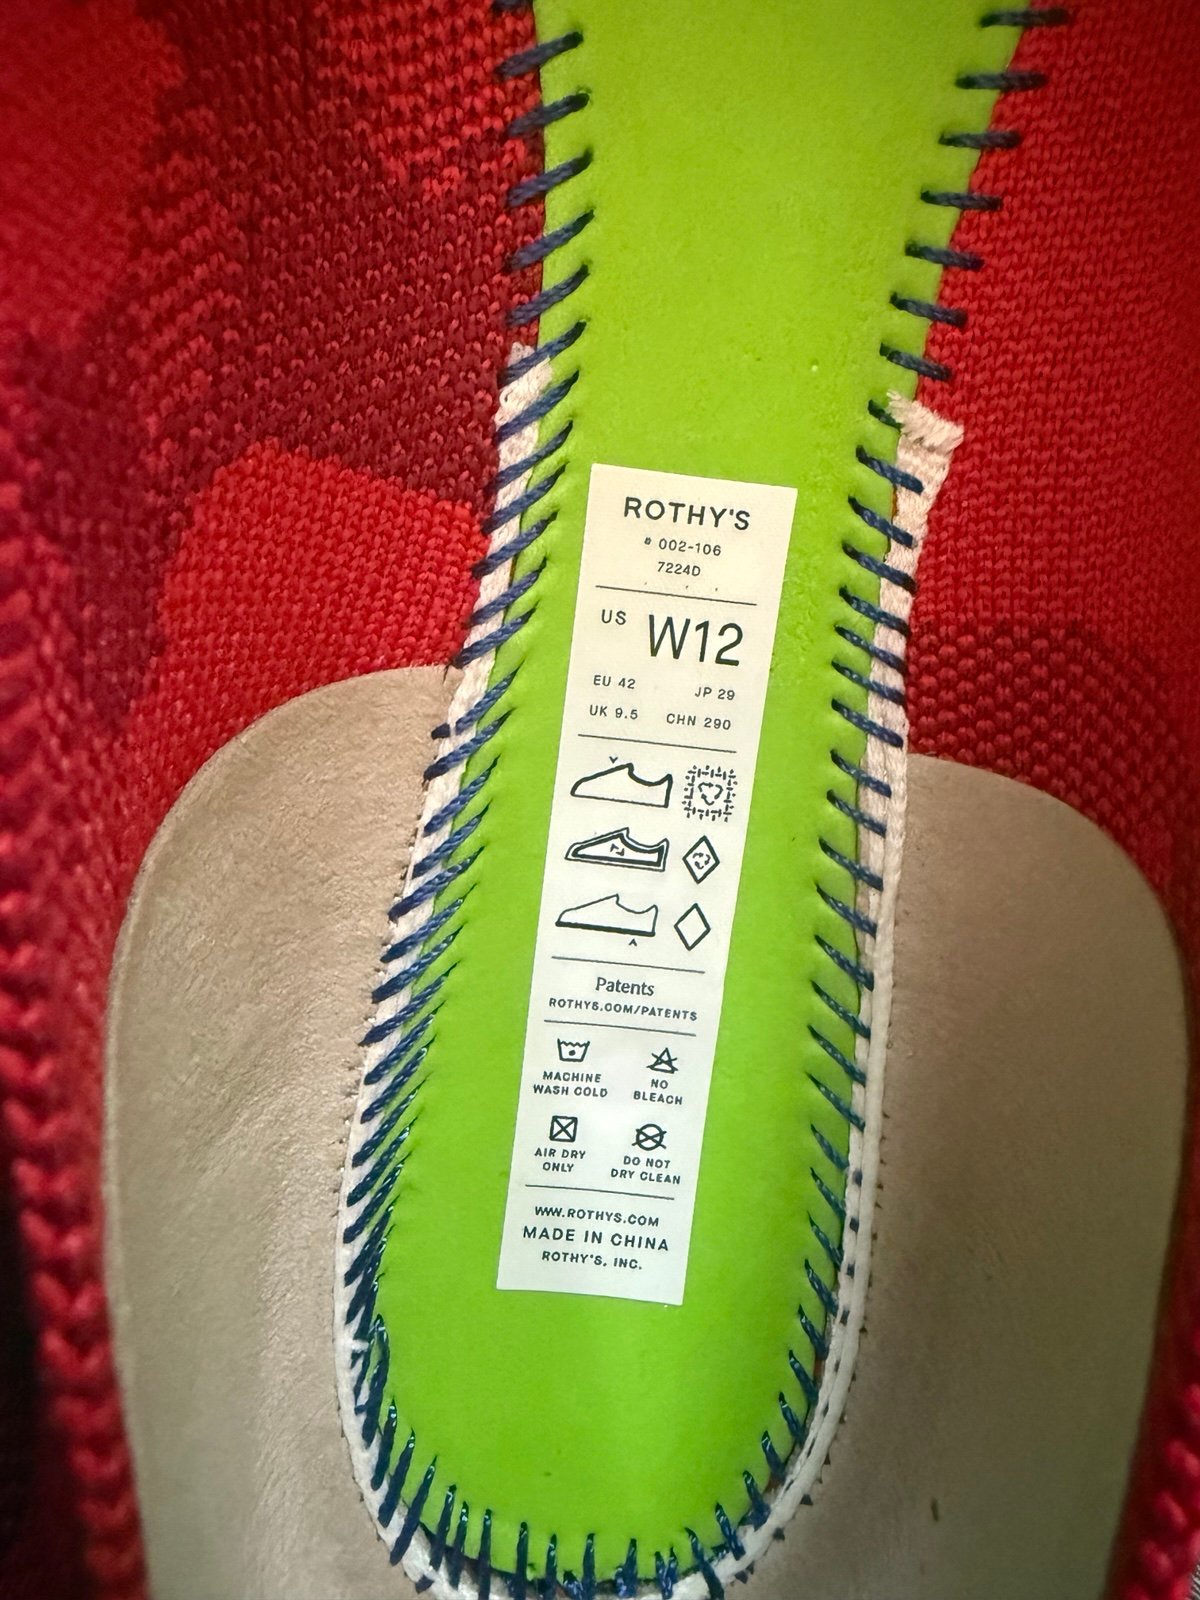 ROTHY'S
# 002-106
7224D
US W12
EU 42 JP 29
UK 9.5 CHN 290
Patents
ROTHYS.COM/PATENTS
MACHINE WASH COLD
NO BLEACH
AIR DRY ONLY
DO NOT DRY CLEAN
WWW.ROTHYS.COM
MADE IN CHINA
ROTHY'S, INC.